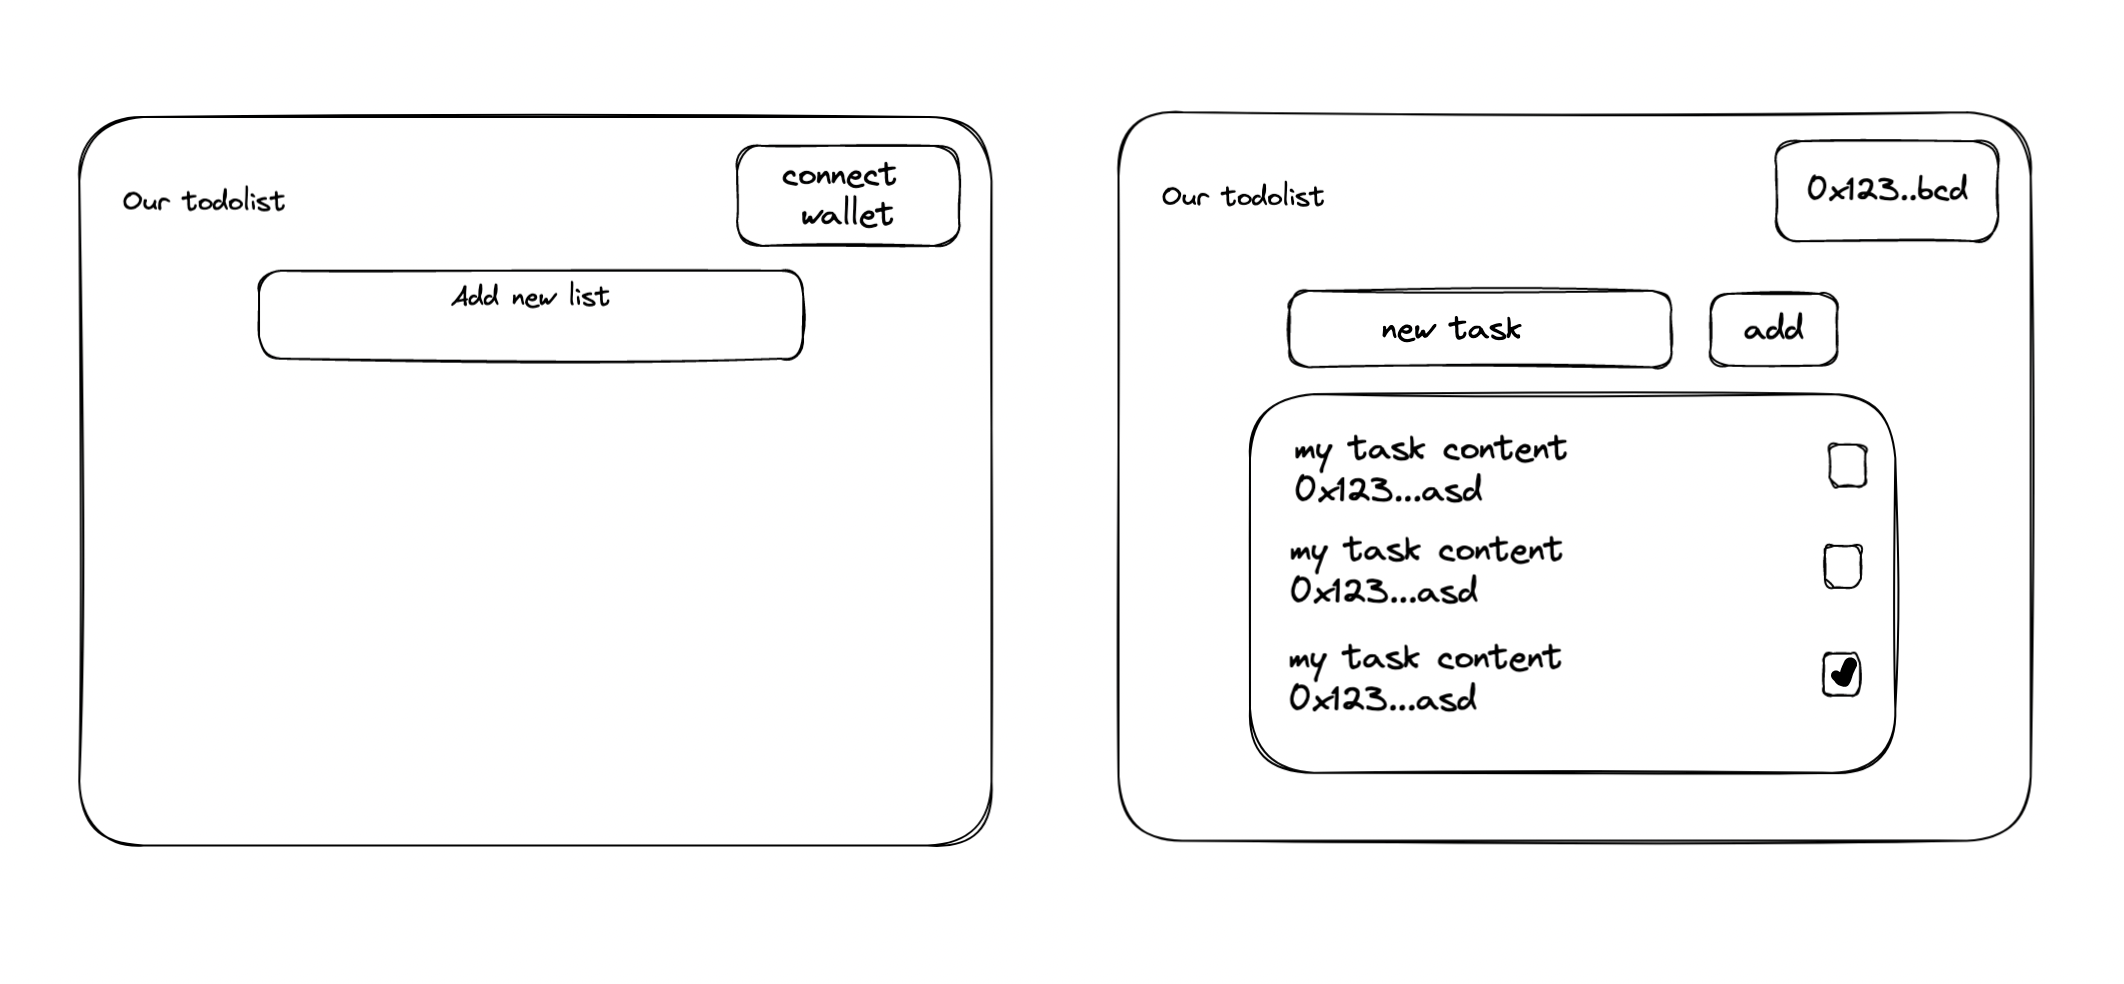 Our todolist
connect
wallet
Add new list
Our todolist
0x123..bcd
new task
add
my task content
0x123...asd
my task content
0x123...asd
my task content
0x123...asd